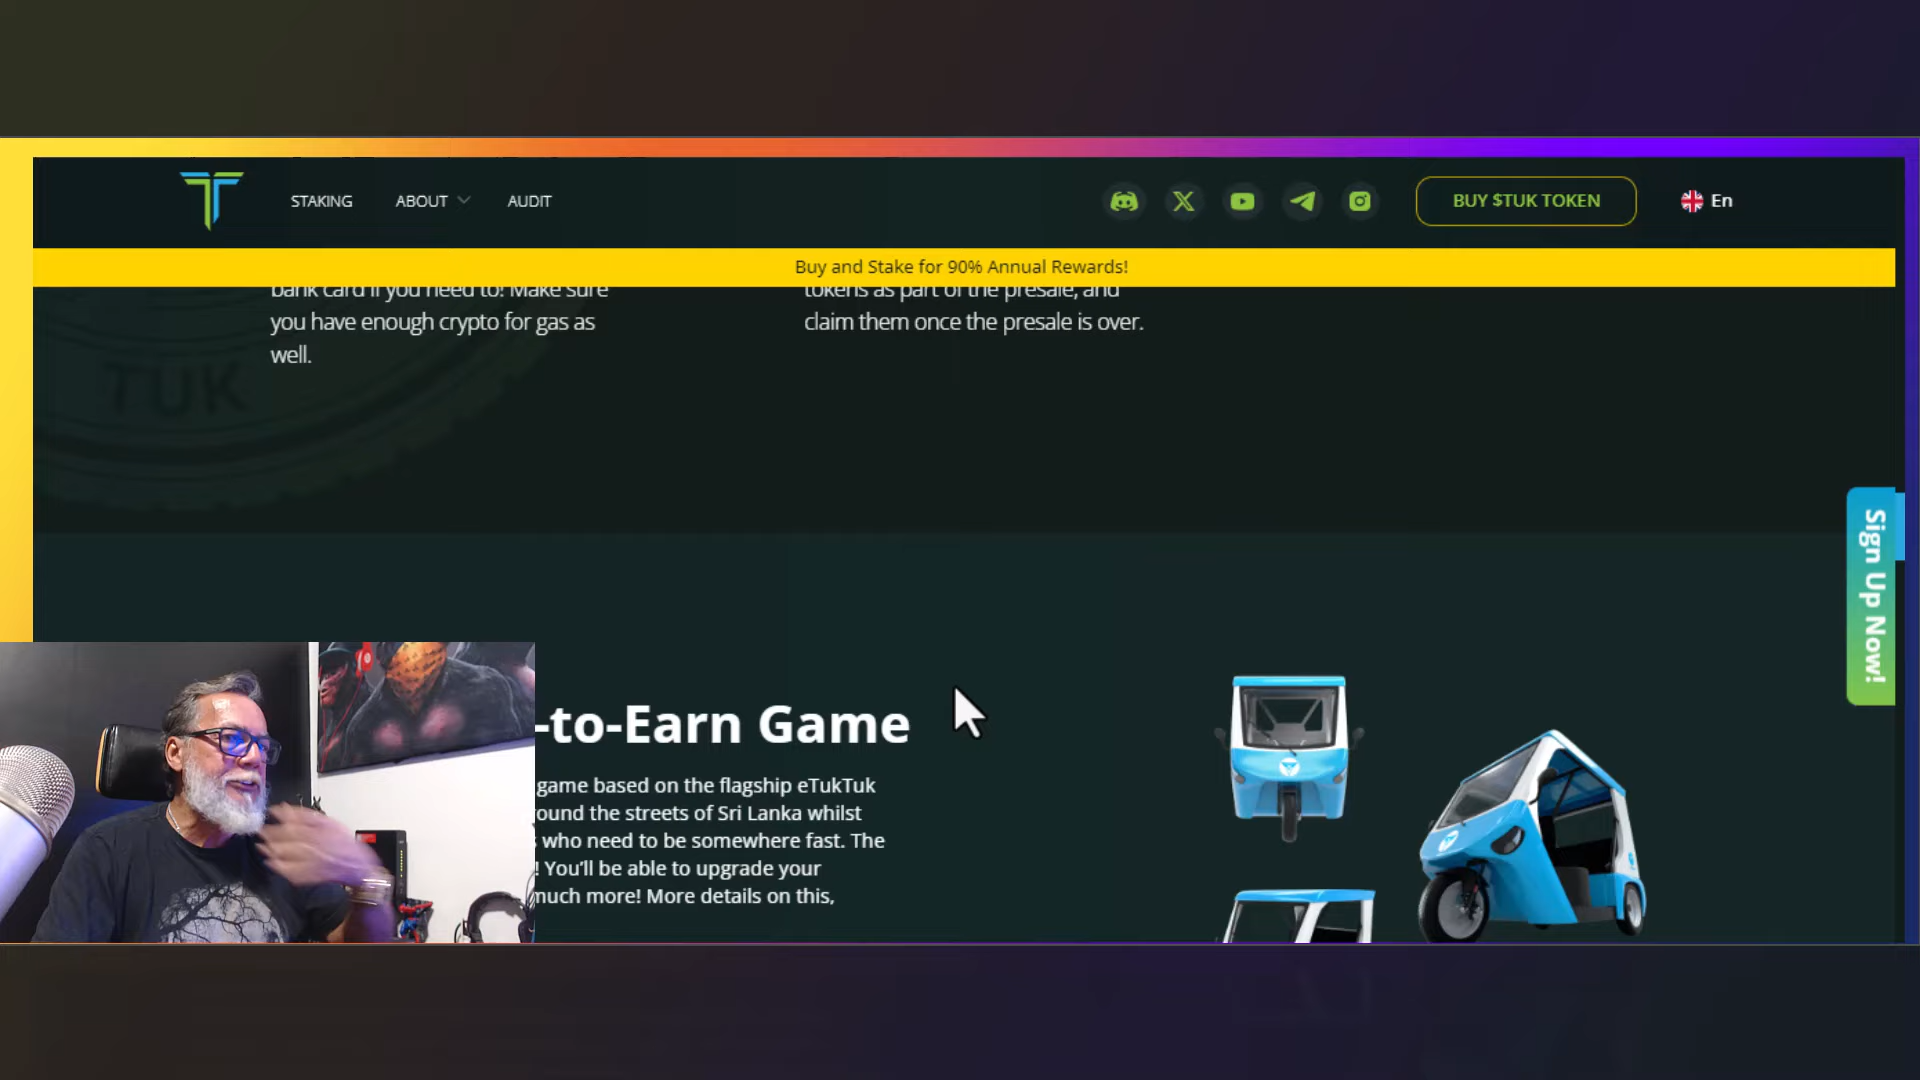 STAKING
ABOUT
AUDIT
BUY $TUK TOKEN
En
Buy and Stake for 90% Annual Rewards!
bank card if you need to! Make sure
you have enough crypto for gas as
well.
tokens as part of the presale, and
claim them once the presale is over.
TUK
Sign Up Now!
-to-Earn Game
game based on the flagship eTukTuk
ound the streets of Sri Lanka whilst
who need to be somewhere fast. The
! You'll be able to upgrade your
much more! More details on this,